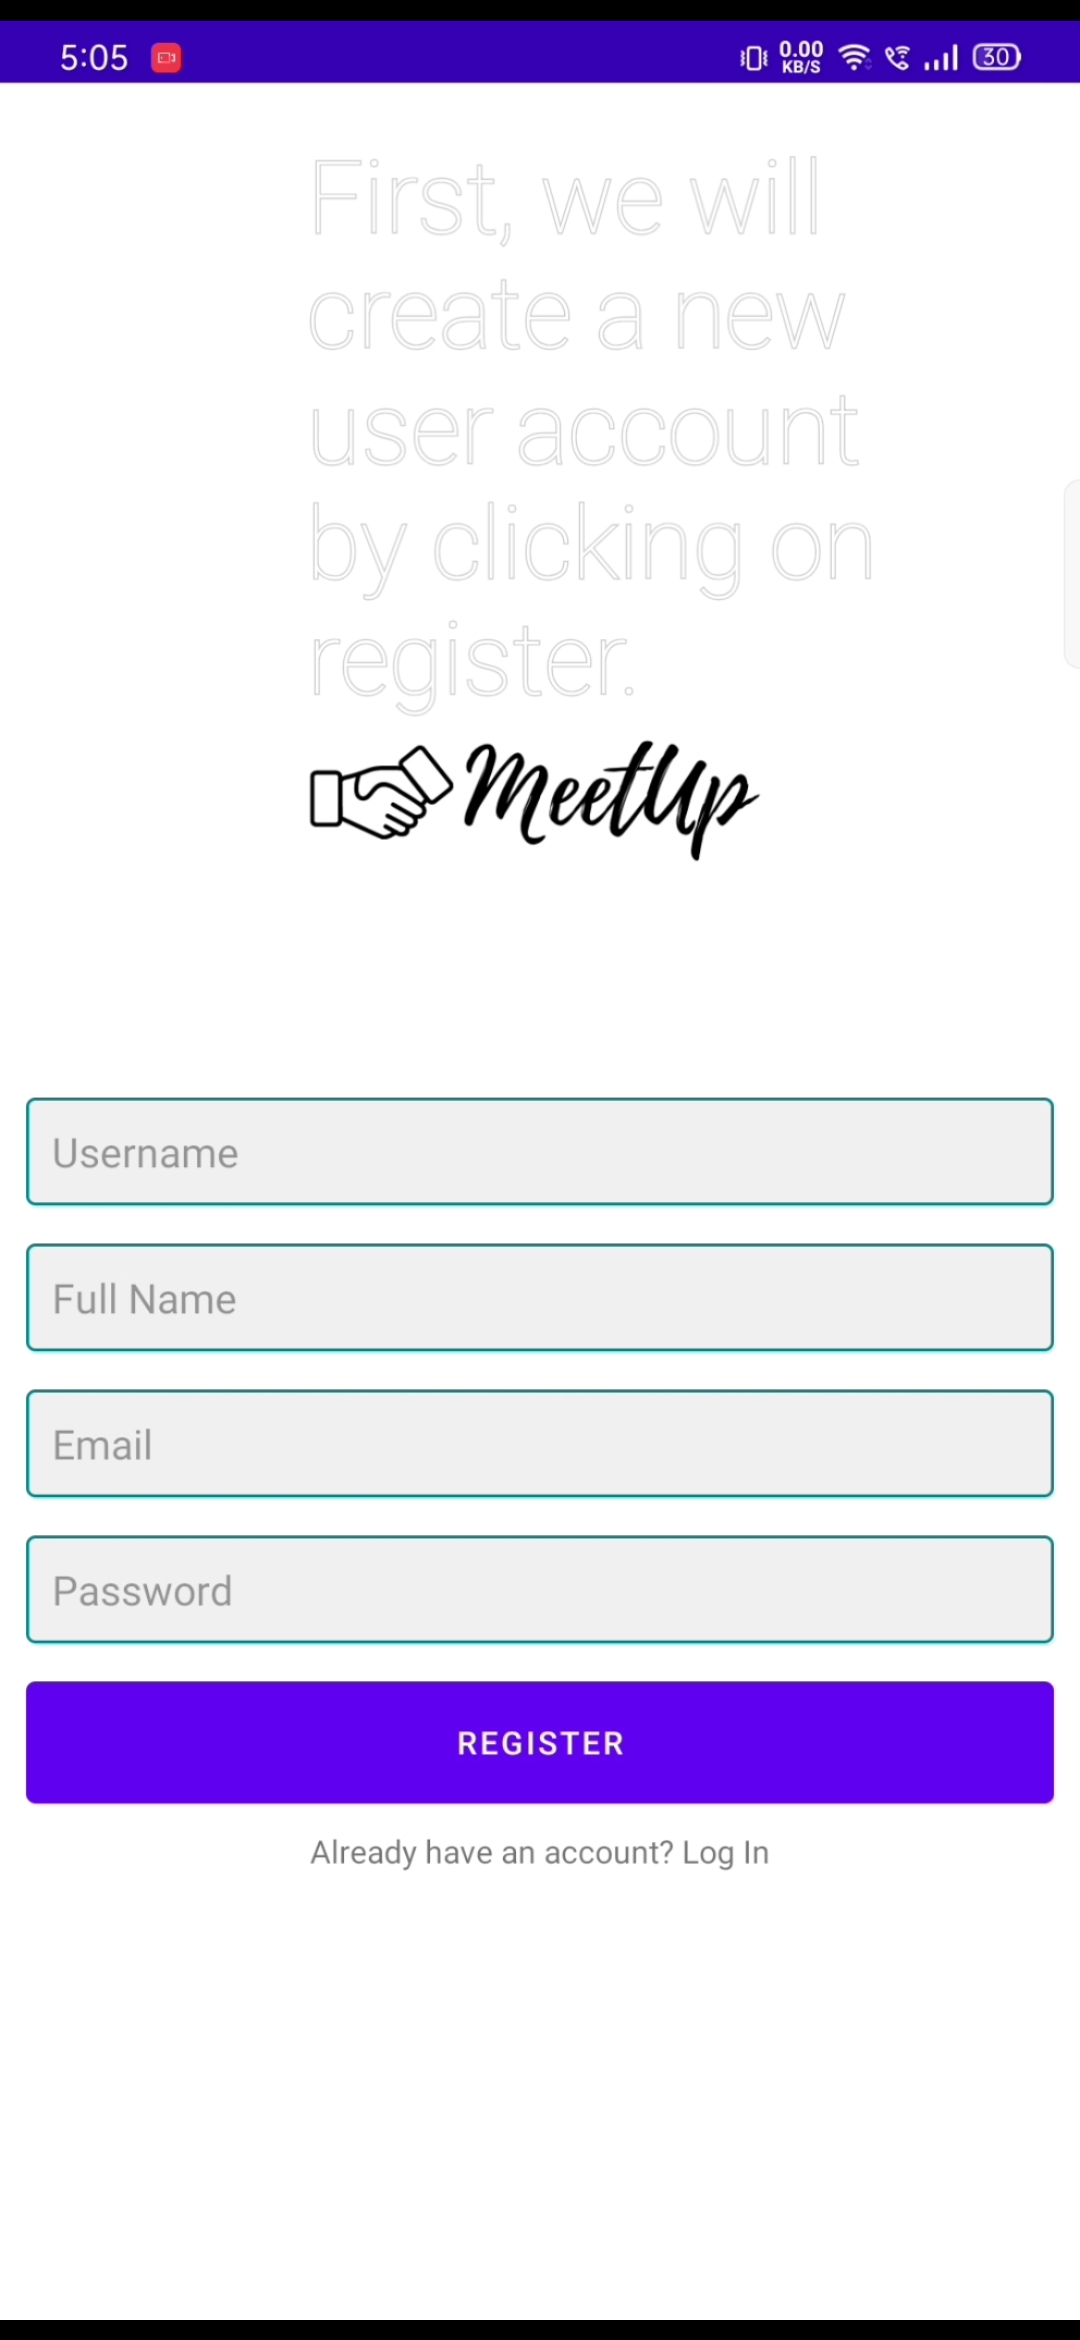 5:05 0.00 KB/S 30
First, we will
create a new
user account
by clicking on
register.
MeetUp
Username
Full Name
Email
Password
REGISTER
Already have an account? Log In